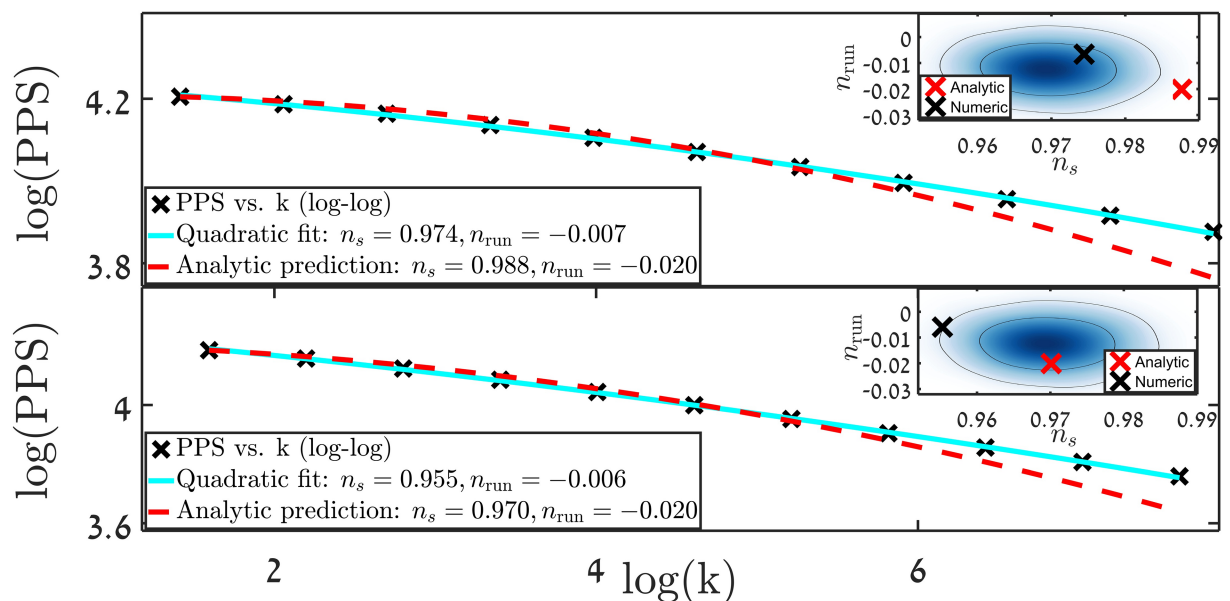 log(PPS)
4.2
3.8
PPS vs. k (log-log)
Quadratic fit: n_s = 0.974, n_run = −0.007
Analytic prediction: n_s = 0.988, n_run = −0.020
n_run
0
-0.01
-0.02
-0.03
Analytic
Numeric
0.96 0.97 0.98 0.99
n_s
log(PPS)
4
3.6
PPS vs. k (log-log)
Quadratic fit: n_s = 0.955, n_run = −0.006
Analytic prediction: n_s = 0.970, n_run = −0.020
n_run
0
-0.01
-0.02
-0.03
Analytic
Numeric
0.96 0.97 0.98 0.99
n_s
2 4 6
log(k)